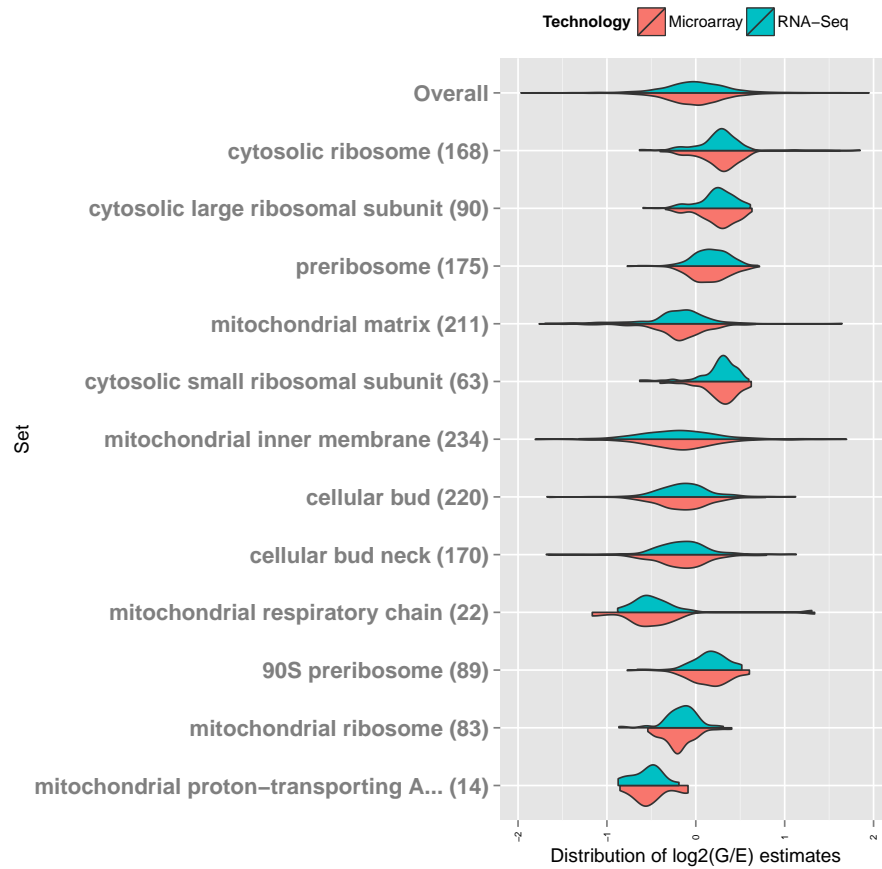 Technology Microarray RNA−Seq
Overall
cytosolic ribosome (168)
cytosolic large ribosomal subunit (90)
preribosome (175)
mitochondrial matrix (211)
cytosolic small ribosomal subunit (63)
Set
mitochondrial inner membrane (234)
cellular bud (220)
cellular bud neck (170)
mitochondrial respiratory chain (22)
90S preribosome (89)
mitochondrial ribosome (83)
mitochondrial proton−transporting A... (14)
−2 −1 0 1 2
Distribution of log2(G/E) estimates